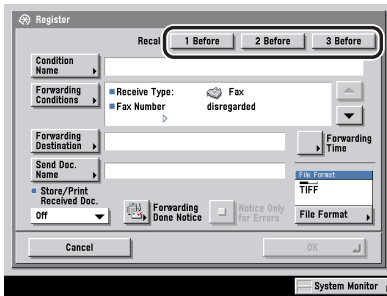 Register
Recal 1 Before 2 Before 3 Before
Condition
Name
Forwarding
Conditions
Receive Type: Fax
Fax Number disregarded
Forwarding
Destination
Forwarding
Time
Send Doc.
Name
File Format
TIFF
Store/Print
Received Doc.
Off
Forwarding
Done Notice
Notice Only
for Errors
File Format
Cancel
OK
System Monitor